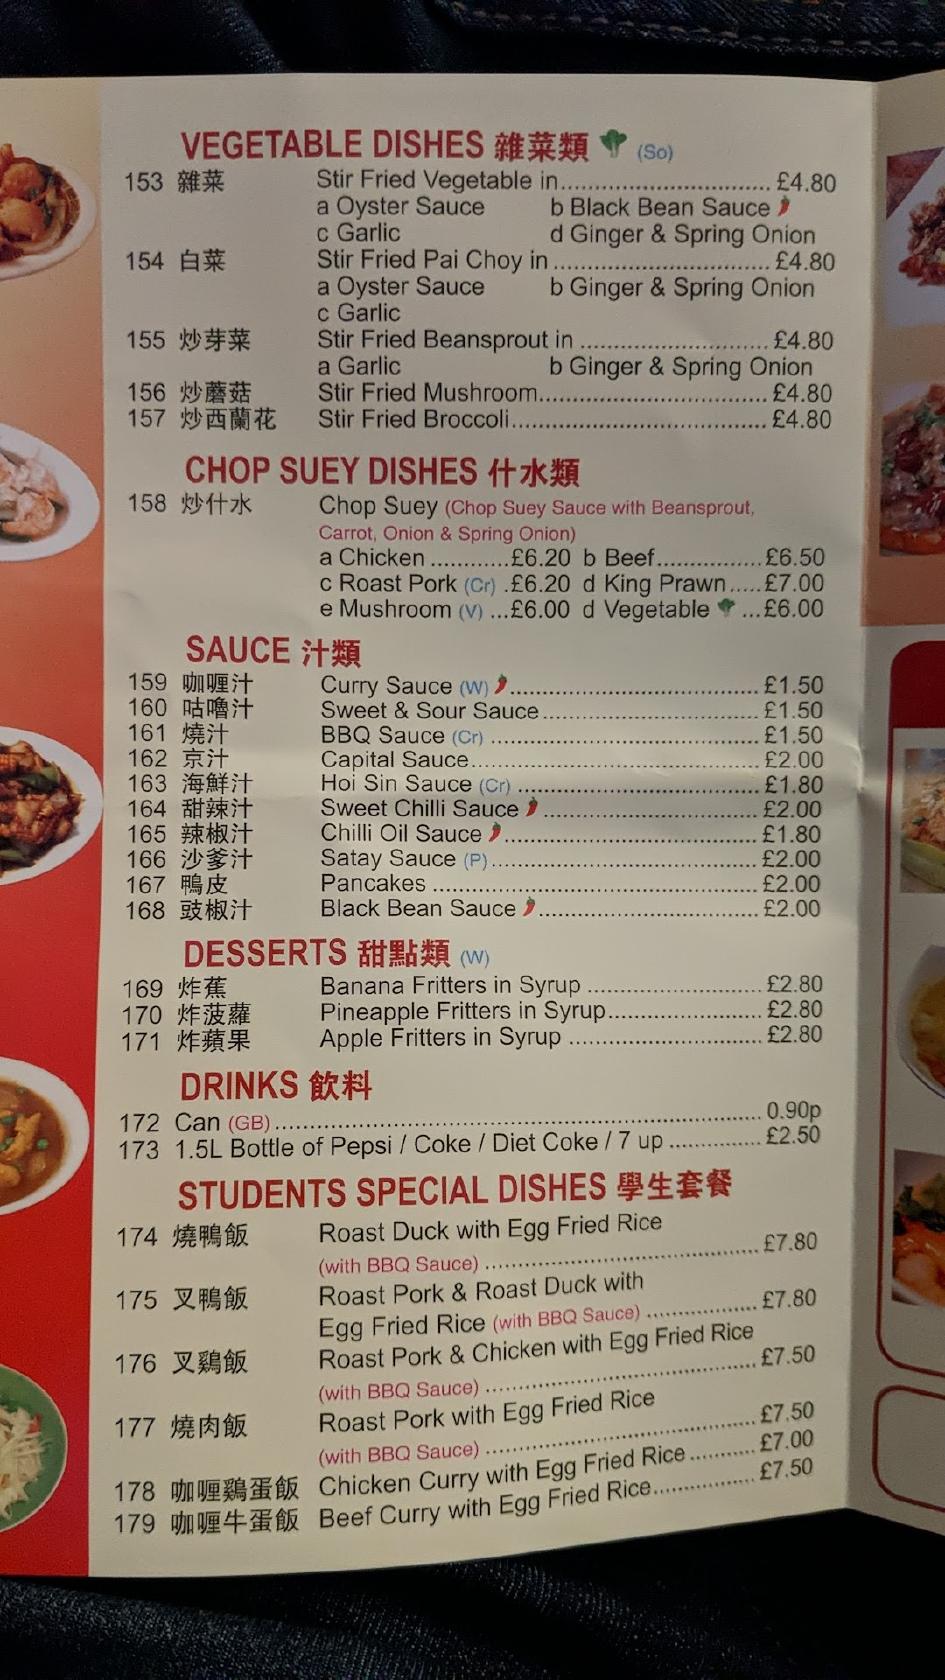 VEGETABLE DISHES 雜菜類 (So)
153 雜菜 Stir Fried Vegetable in............................... £4.80
a Oyster Sauce b Black Bean Sauce
c Garlic d Ginger & Spring Onion
154 白菜 Stir Fried Pai Choy in................................ £4.80
a Oyster Sauce b Ginger & Spring Onion
c Garlic
155 炒芽菜 Stir Fried Beansprout in ............................ £4.80
a Garlic b Ginger & Spring Onion
156 炒蘑菇 Stir Fried Mushroom.................................. £4.80
157 炒西蘭花 Stir Fried Broccoli...................................... £4.80
CHOP SUEY DISHES 什水類
158 炒什水 Chop Suey (Chop Suey Sauce with Beansprout,
Carrot, Onion & Spring Onion)
a Chicken ............£6.20 b Beef................£6.50
c Roast Pork (Cr) .£6.20 d King Prawn.....£7.00
e Mushroom (V) ...£6.00 d Vegetable ...£6.00
SAUCE 汁類
159 咖喱汁 Curry Sauce (W) ..................................... £1.50
160 咕嚕汁 Sweet & Sour Sauce................................ £1.50
161 燒汁 BBQ Sauce (Cr) ........................................ £1.50
162 京汁 Capital Sauce........................................... £2.00
163 海鮮汁 Hoi Sin Sauce (Cr) .................................... £1.80
164 甜辣汁 Sweet Chilli Sauce ................................ £2.00
165 辣椒汁 Chilli Oil Sauce ...................................... £1.80
166 沙爹汁 Satay Sauce (P)........................................ £2.00
167 鴨皮 Pancakes ................................................ £2.00
168 豉椒汁 Black Bean Sauce ................................. £2.00
DESSERTS 甜點類 (W)
169 炸蕉 Banana Fritters in Syrup .......................... £2.80
170 炸菠蘿 Pineapple Fritters in Syrup....................... £2.80
171 炸蘋果 Apple Fritters in Syrup ............................. £2.80
DRINKS 飲料
172 Can (GB)........................................................................ 0.90p
173 1.5L Bottle of Pepsi / Coke / Diet Coke / 7 up .............. £2.50
STUDENTS SPECIAL DISHES 學生套餐
174 燒鴨飯 Roast Duck with Egg Fried Rice
(with BBQ Sauce) ......................................... £7.80
175 叉鴨飯 Roast Pork & Roast Duck with
Egg Fried Rice (with BBQ Sauce) ................ £7.80
176 叉鷄飯 Roast Pork & Chicken with Egg Fried Rice
(with BBQ Sauce) ......................................... £7.50
177 燒肉飯 Roast Pork with Egg Fried Rice
(with BBQ Sauce) ......................................... £7.50
178 咖喱鷄蛋飯 Chicken Curry with Egg Fried Rice.......... £7.00
179 咖喱牛蛋飯 Beef Curry with Egg Fried Rice............... £7.50